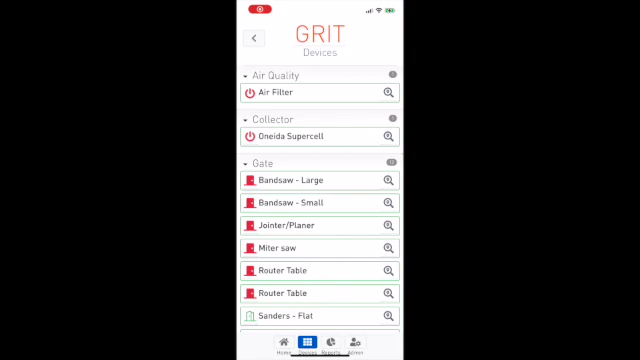 GRIT
Devices
Air Quality
Air Filter
Collector
Oneida Supercell
Gate
Bandsaw - Large
Bandsaw - Small
Jointer/Planer
Miter saw
Router Table
Router Table
Sanders - Flat
Home Devices Reports Admin